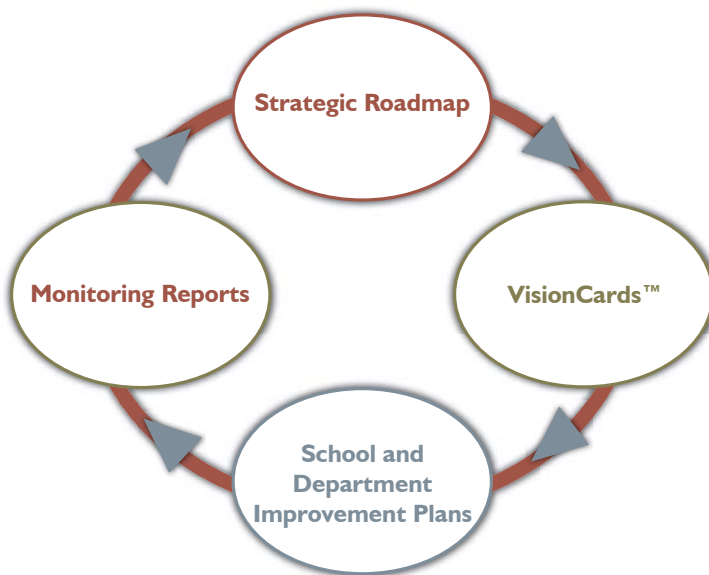 Strategic Roadmap
Monitoring Reports
VisionCards™
School and
Department
Improvement Plans